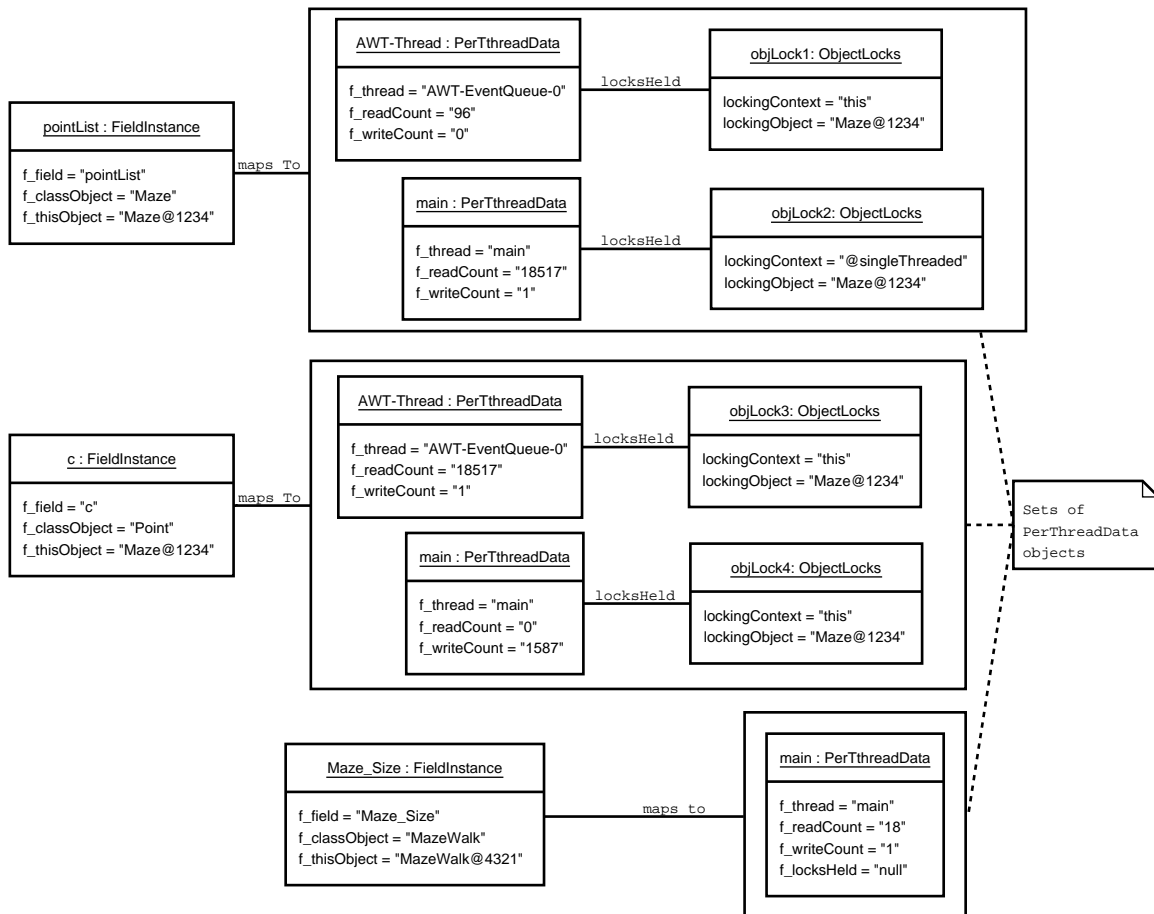 AWT-Thread : PerTthreadData
f_thread = "AWT-EventQueue-0"
f_readCount = "96"
f_writeCount = "0"
locksHeld
objLock1: ObjectLocks
lockingContext = "this"
lockingObject = "Maze@1234"
pointList : FieldInstance
f_field = "pointList"
f_classObject = "Maze"
f_thisObject = "Maze@1234"
maps To
main : PerTthreadData
f_thread = "main"
f_readCount = "18517"
f_writeCount = "1"
locksHeld
objLock2: ObjectLocks
lockingContext = "@singleThreaded"
lockingObject = "Maze@1234"
AWT-Thread : PerTthreadData
f_thread = "AWT-EventQueue-0"
f_readCount = "18517"
f_writeCount = "1"
locksHeld
objLock3: ObjectLocks
lockingContext = "this"
lockingObject = "Maze@1234"
c : FieldInstance
f_field = "c"
f_classObject = "Point"
f_thisObject = "Maze@1234"
maps To
main : PerTthreadData
f_thread = "main"
f_readCount = "0"
f_writeCount = "1587"
locksHeld
objLock4: ObjectLocks
lockingContext = "this"
lockingObject = "Maze@1234"
Sets of
PerThreadData
objects
Maze_Size : FieldInstance
f_field = "Maze_Size"
f_classObject = "MazeWalk"
f_thisObject = "MazeWalk@4321"
maps to
main : PerTthreadData
f_thread = "main"
f_readCount = "18"
f_writeCount = "1"
f_locksHeld = "null"